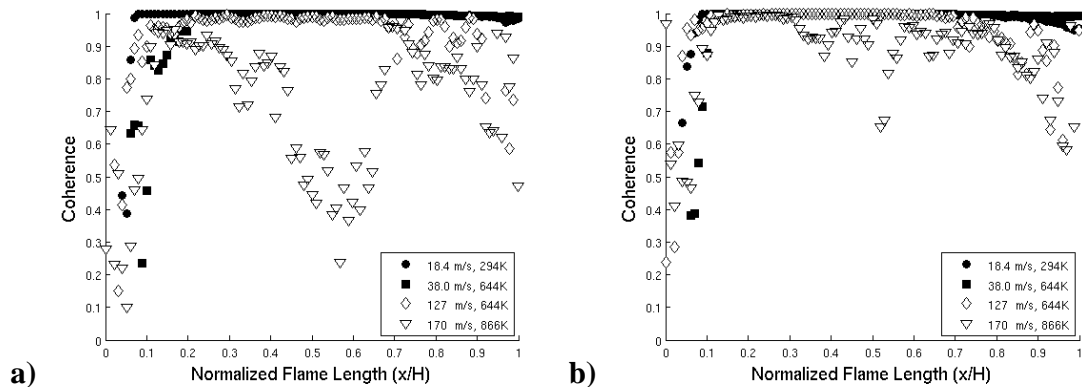 1
0.9
0.8
0.7
0.6
0.5
0.4
0.3
0.2
0.1
0
Coherence
0 0.1 0.2 0.3 0.4 0.5 0.6 0.7 0.8 0.9 1
Normalized Flame Length (x/H)
18.4 m/s, 294K
38.0 m/s, 644K
127 m/s, 644K
170 m/s, 866K
a)
1
0.9
0.8
0.7
0.6
0.5
0.4
0.3
0.2
0.1
0
Coherence
0 0.1 0.2 0.3 0.4 0.5 0.6 0.7 0.8 0.9 1
Normalized Flame Length (x/H)
18.4 m/s, 294K
38.0 m/s, 644K
127 m/s, 644K
170 m/s, 866K
b)